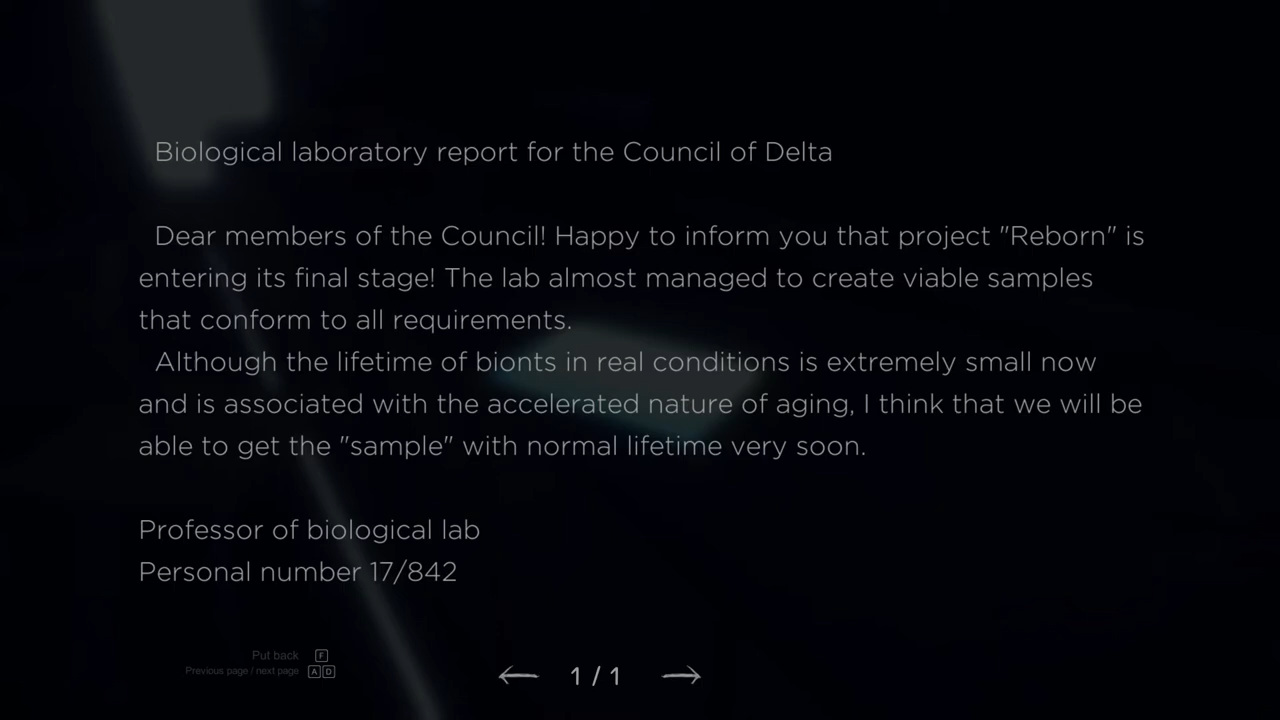 Biological laboratory report for the Council of Delta
Dear members of the Council! Happy to inform you that project "Reborn" is
entering its final stage! The lab almost managed to create viable samples
that conform to all requirements.
Although the lifetime of bionts in real conditions is extremely small now
and is associated with the accelerated nature of aging, I think that we will be
able to get the "sample" with normal lifetime very soon.
Professor of biological lab
Personal number 17/842
Put back F
Previous page / next page A D
1 / 1